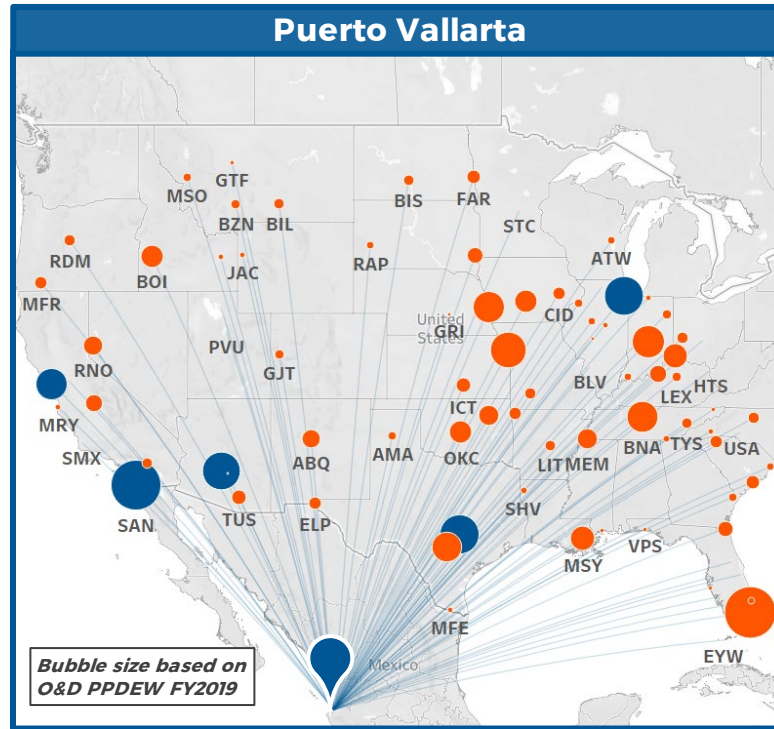 Puerto Vallarta
GTF
MSO
BIS
FAR
BZN
BIL
STC
RDM
ATW
BOI
JAC
RAP
MFR
CID
United
States
GRI
PVU
RNO
GJT
BLV
HTS
ICT
LEX
MRY
SMX
ABQ
AMA
OKC
LIT
MEM
BNA
TYS
USA
SAN
TUS
ELP
SHV
MSY
VPS
MFE
EYW
Mexico
Bubble size based on
O&D PPDEW FY2019